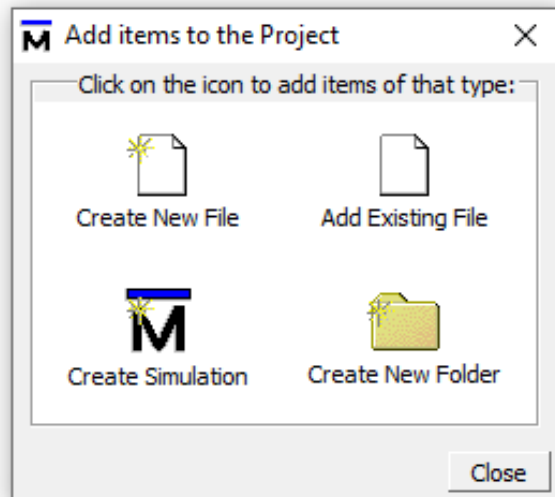 M Add items to the Project
Click on the icon to add items of that type:
Create New File
Add Existing File
M
Create Simulation
Create New Folder
Close